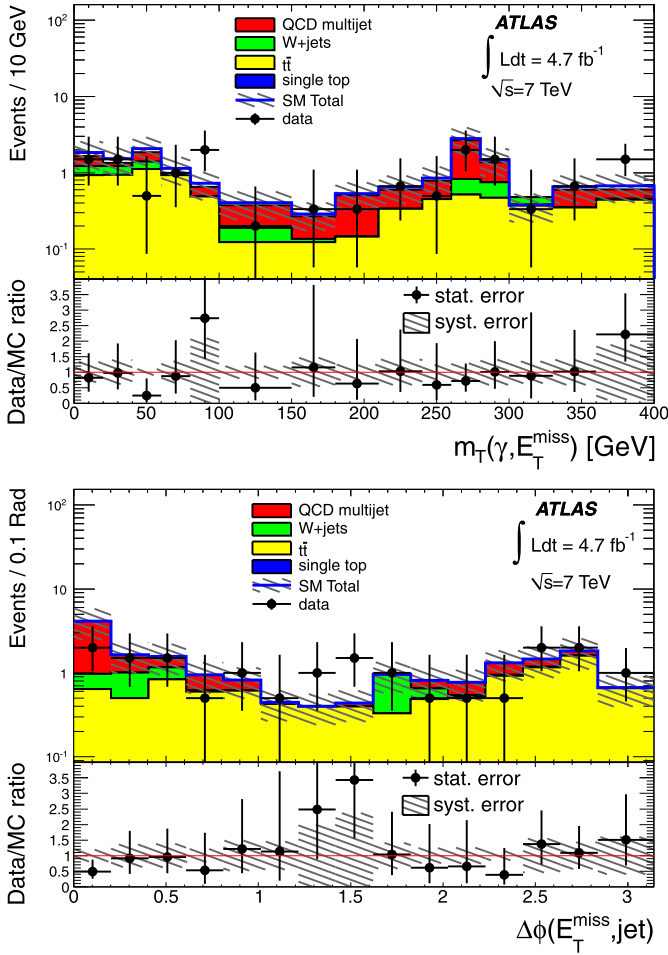 Events / 10 GeV
10²
10
1
10⁻¹
QCD multijet
W+jets
tt̄
single top
SM Total
data
ATLAS
∫ Ldt = 4.7 fb⁻¹
√s=7 TeV
Data/MC ratio
3.5
3
2.5
2
1.5
1
0.5
0
stat. error
syst. error
0 50 100 150 200 250 300 350 400
m_T(γ,E_T^miss) [GeV]
Events / 0.1 Rad
10²
10
1
10⁻¹
QCD multijet
W+jets
tt̄
single top
SM Total
data
ATLAS
∫ Ldt = 4.7 fb⁻¹
√s=7 TeV
Data/MC ratio
3.5
3
2.5
2
1.5
1
0.5
0
stat. error
syst. error
0 0.5 1 1.5 2 2.5 3
Δϕ(E_T^miss,jet)